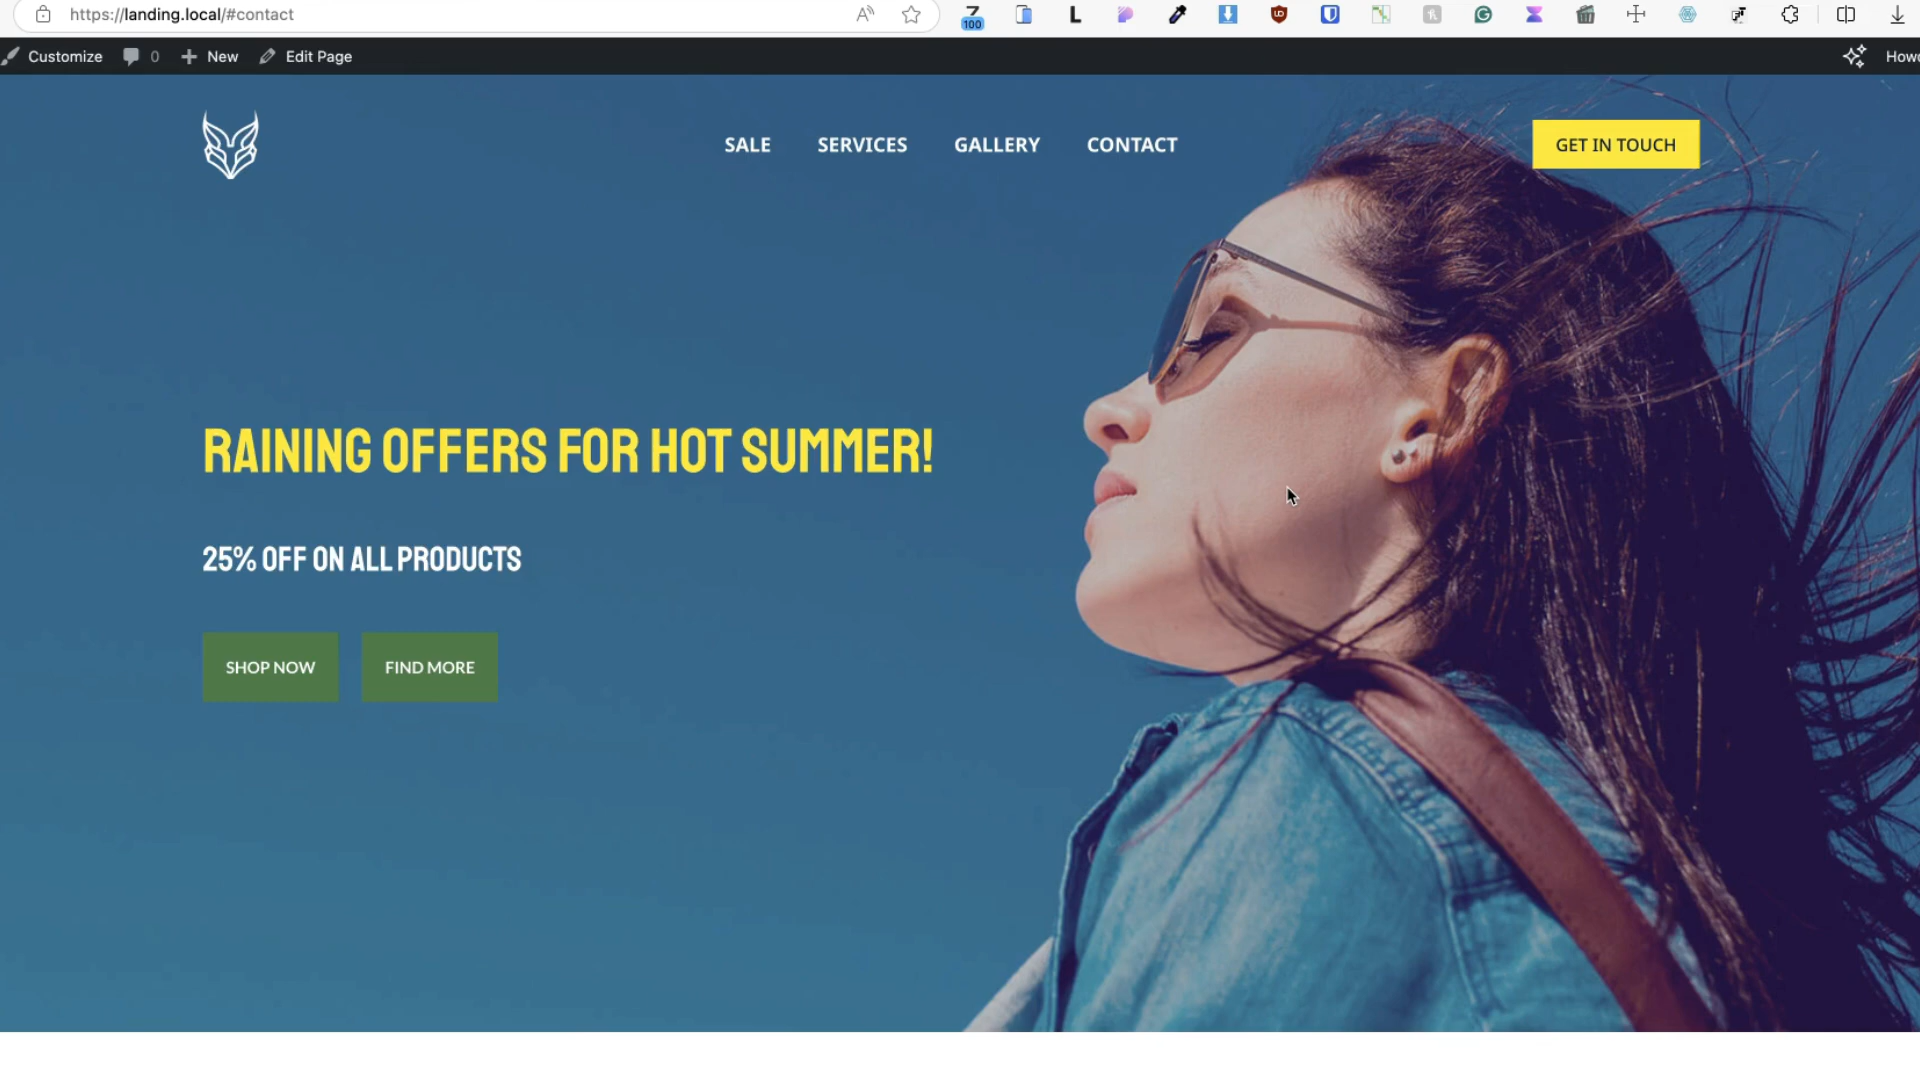 https://landing.local/#contact
100
L
Customize 0 New Edit Page
SALE SERVICES GALLERY CONTACT GET IN TOUCH
RAINING OFFERS FOR HOT SUMMER!
25% OFF ON ALL PRODUCTS
SHOP NOW FIND MORE